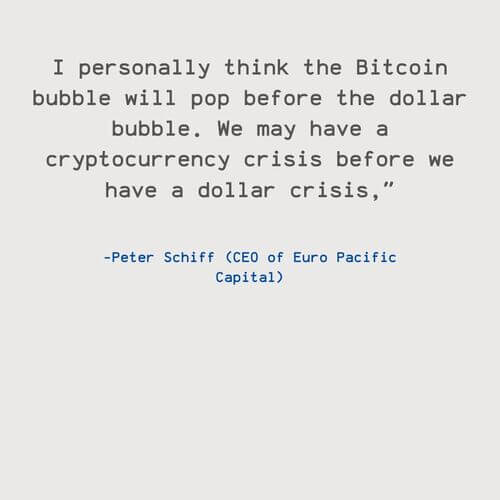 I personally think the Bitcoin
bubble will pop before the dollar
bubble. We may have a
cryptocurrency crisis before we
have a dollar crisis,”
-Peter Schiff (CEO of Euro Pacific
Capital)